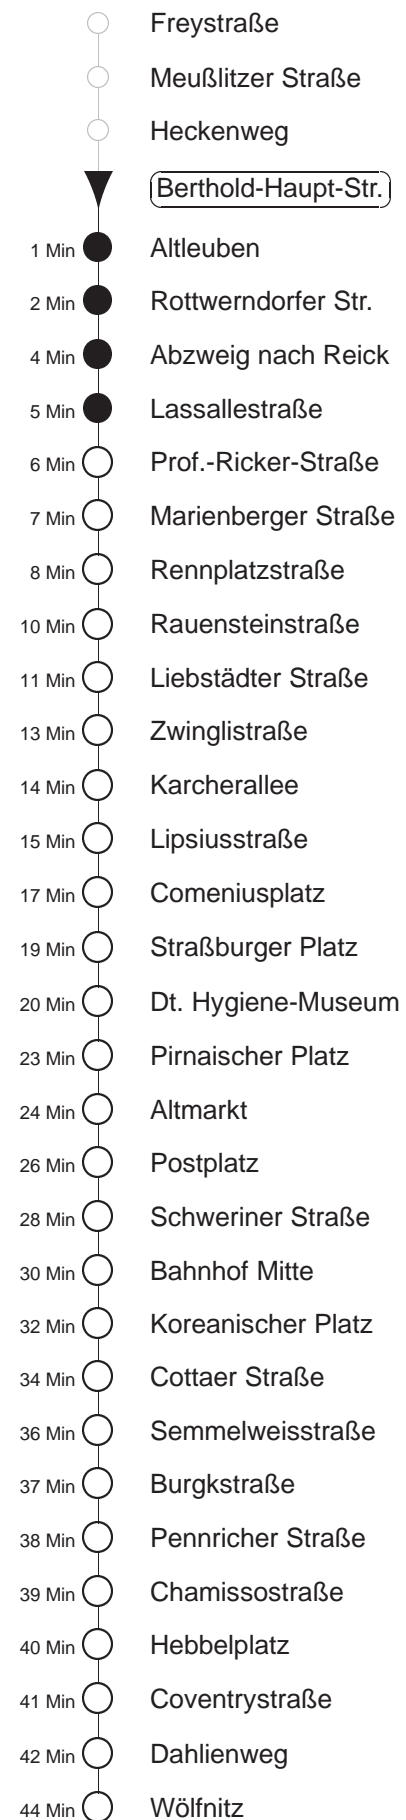 Freystraße
Meußlitzer Straße
Heckenweg
Berthold-Haupt-Str.
1 Min Altleuben
2 Min Rottwerndorfer Str.
4 Min Abzweig nach Reick
5 Min Lassallestraße
6 Min Prof.-Ricker-Straße
7 Min Marienberger Straße
8 Min Rennplatzstraße
10 Min Rauensteinstraße
11 Min Liebstädter Straße
13 Min Zwinglistraße
14 Min Karcherallee
15 Min Lipsiusstraße
17 Min Comeniusplatz
19 Min Straßburger Platz
20 Min Dt. Hygiene-Museum
23 Min Pirnaischer Platz
24 Min Altmarkt
26 Min Postplatz
28 Min Schweriner Straße
30 Min Bahnhof Mitte
32 Min Koreanischer Platz
34 Min Cottaer Straße
36 Min Semmelweisstraße
37 Min Burgkstraße
38 Min Pennricher Straße
39 Min Chamissostraße
40 Min Hebbelplatz
41 Min Coventrystraße
42 Min Dahlienweg
44 Min Wölfnitz